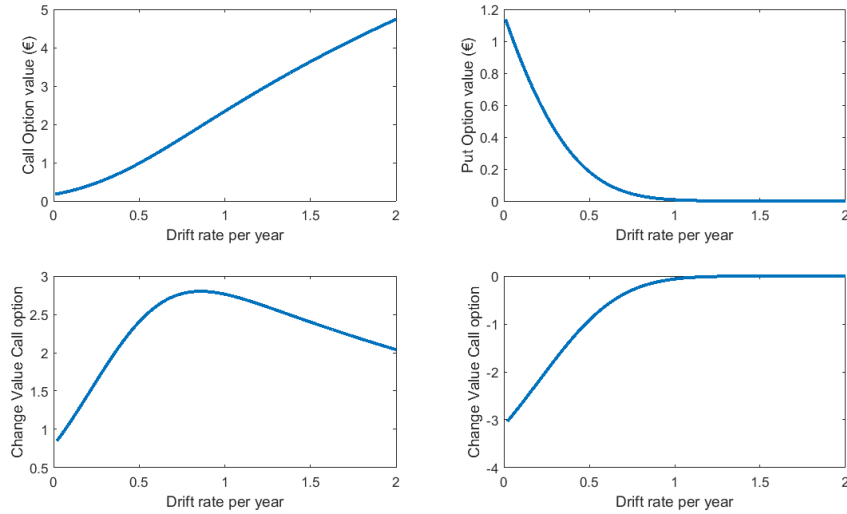 Call Option value (€)
5
4
3
2
1
0
0 0.5 1 1.5 2
Drift rate per year
Put Option value (€)
1.2
1
0.8
0.6
0.4
0.2
0
0 0.5 1 1.5 2
Drift rate per year
Change Value Call option
3
2.5
2
1.5
1
0.5
0 0.5 1 1.5 2
Drift rate per year
Change Value Call option
0
-1
-2
-3
-4
0 0.5 1 1.5 2
Drift rate per year